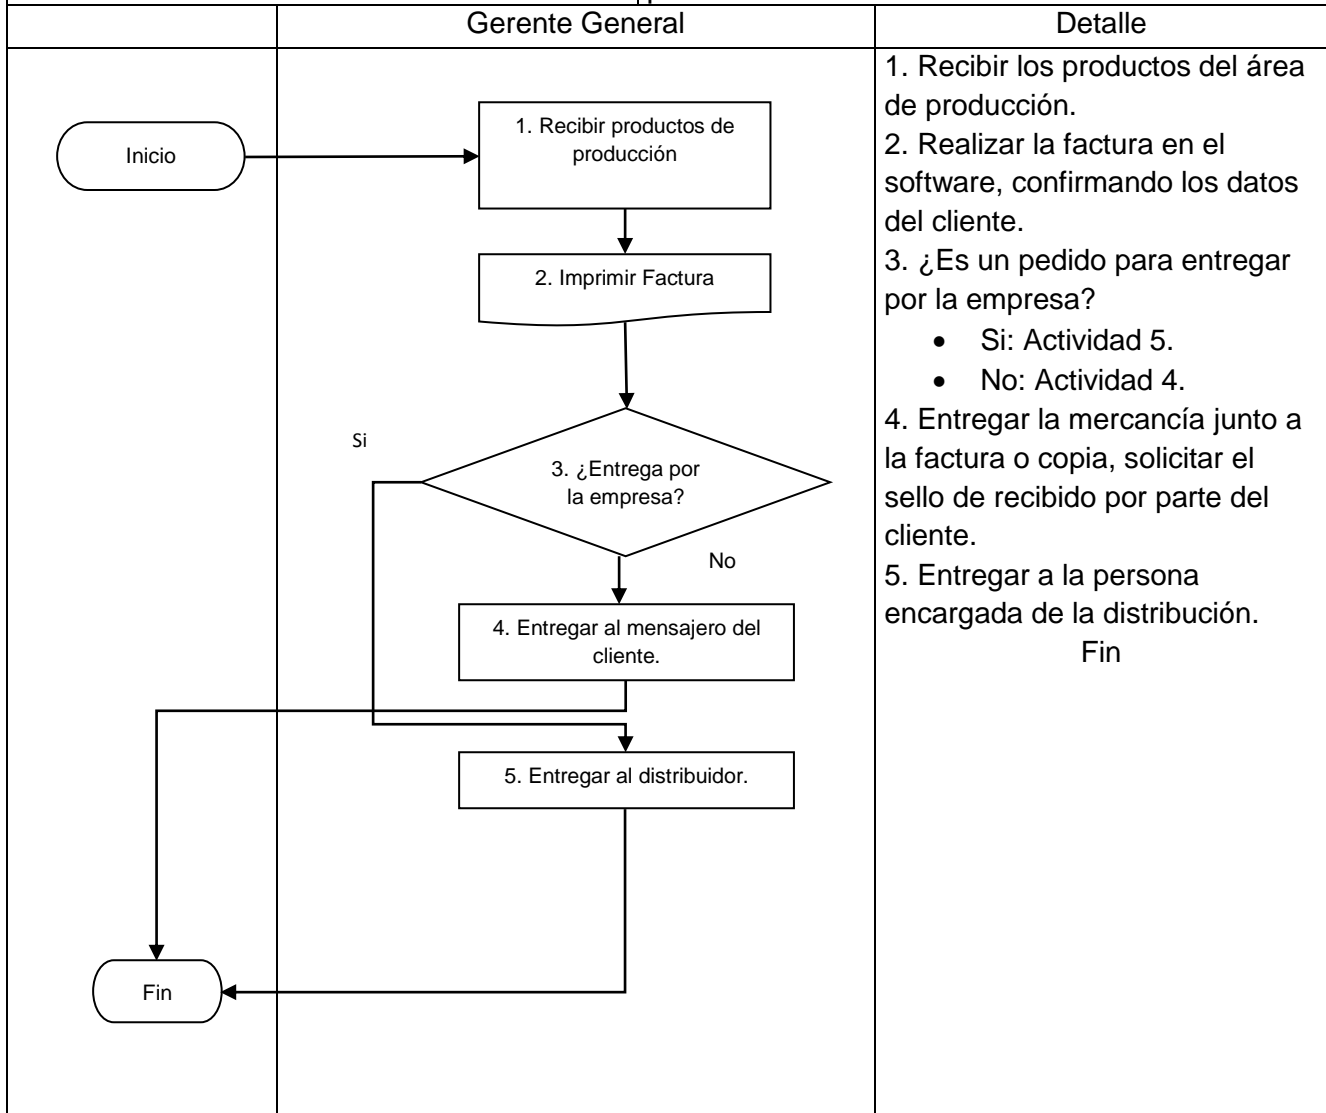 Gerente General
Detalle
Inicio
1. Recibir productos de
producción
2. Imprimir Factura
Si
3. ¿Entrega por
la empresa?
No
4. Entregar al mensajero del
cliente.
5. Entregar al distribuidor.
Fin
1. Recibir los productos del área
de producción.
2. Realizar la factura en el
software, confirmando los datos
del cliente.
3. ¿Es un pedido para entregar
por la empresa?
• Si: Actividad 5.
• No: Actividad 4.
4. Entregar la mercancía junto a
la factura o copia, solicitar el
sello de recibido por parte del
cliente.
5. Entregar a la persona
encargada de la distribución.
Fin